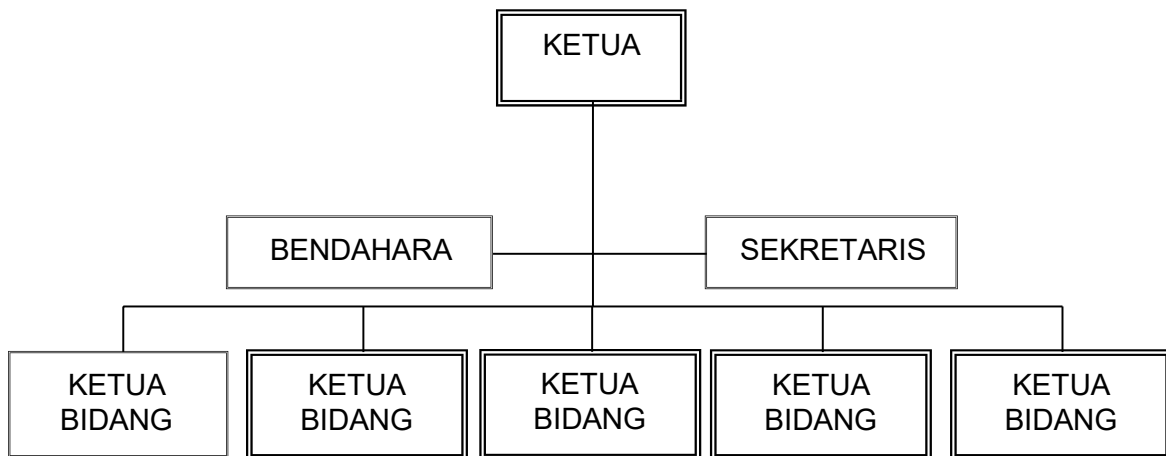 KETUA
BENDAHARA
SEKRETARIS
KETUA
BIDANG
KETUA
BIDANG
KETUA
BIDANG
KETUA
BIDANG
KETUA
BIDANG